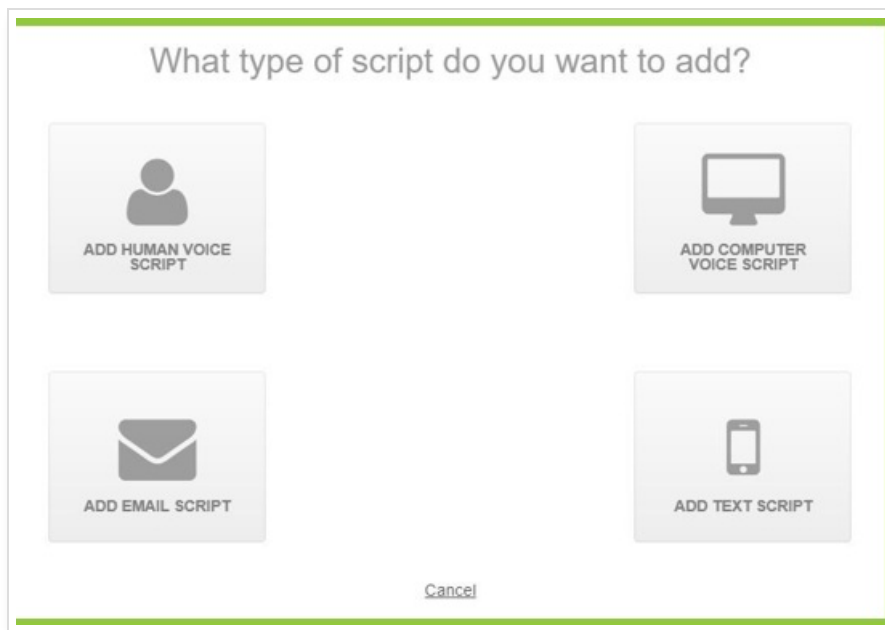 What type of script do you want to add?
ADD HUMAN VOICE
SCRIPT
ADD COMPUTER
VOICE SCRIPT
ADD EMAIL SCRIPT
ADD TEXT SCRIPT
Cancel